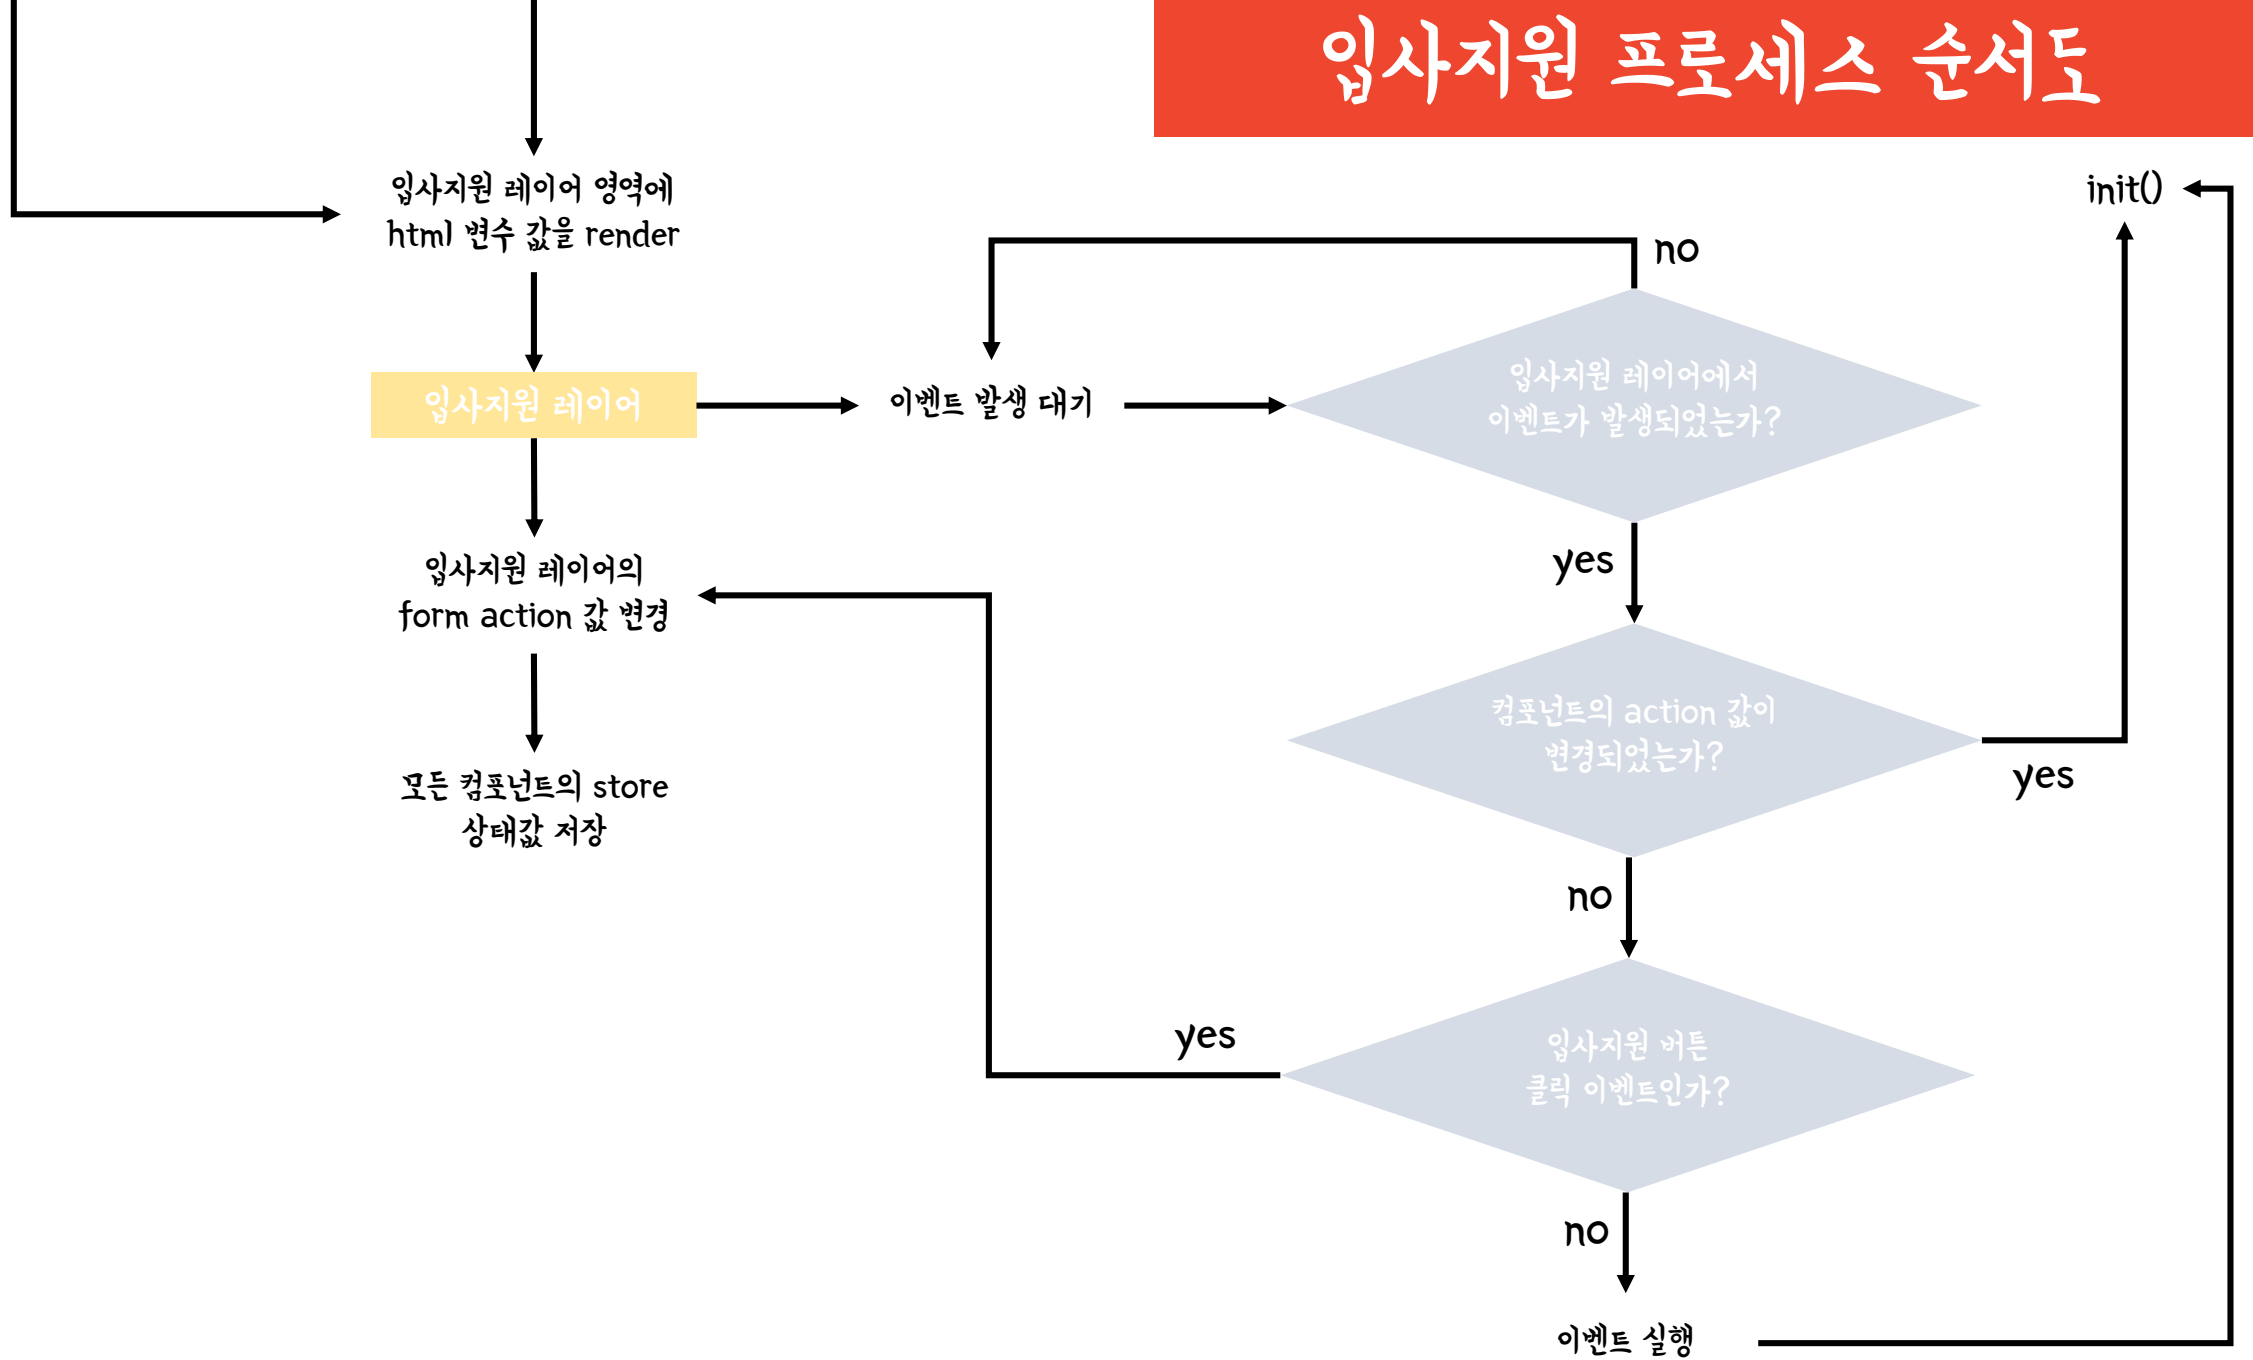 입사지원 프로세스 순서도
입사지원 레이어 영역에
html 변수 값을 render
init()
no
입사지원 레이어
이벤트 발생 대기
입사지원 레이어에서
이벤트가 발생되었는가?
yes
입사지원 레이어의
form action 값 변경
컴포넌트의 action 값이
변경되었는가?
yes
모든 컴포넌트의 store
상태값 저장
no
yes
입사지원 버튼
클릭 이벤트인가?
no
이벤트 실행